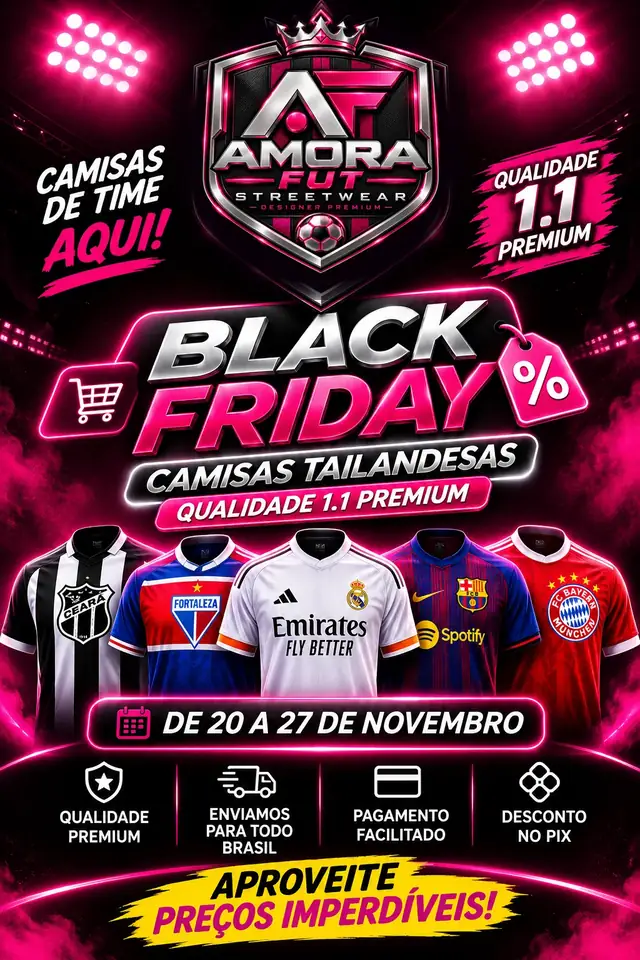 AF
AMORA
FUT
STREETWEAR
DESIGNER PREMIUM
CAMISAS
DE TIME
AQUI!
QUALIDADE
1.1
PREMIUM
BLACK
FRIDAY
%
CAMISAS TAILANDESAS
QUALIDADE 1.1 PREMIUM
CEARÁ
FORTALEZA
Emirates
FLY BETTER
FCB
Spotify
FC BAYERN
MÜNCHEN
DE 20 A 27 DE NOVEMBRO
QUALIDADE
PREMIUM
ENVIAMOS
PARA TODO
BRASIL
PAGAMENTO
FACILITADO
DESCONTO
NO PIX
APROVEITE
PREÇOS IMPERDÍVEIS!